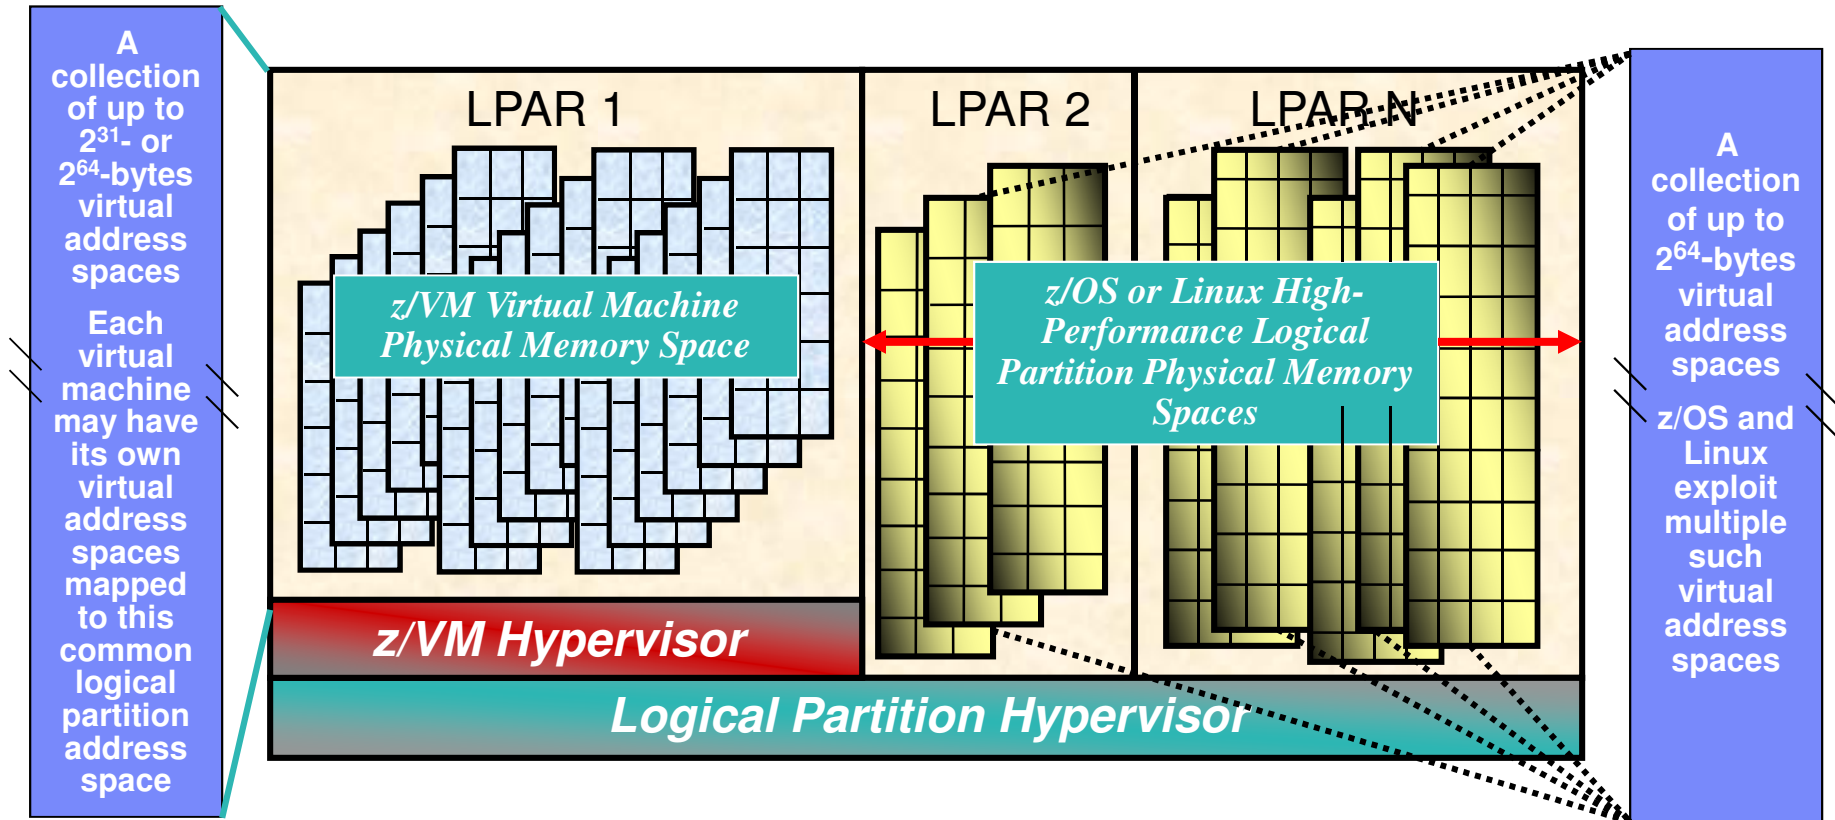 A
collection
of up to
2³¹- or
2⁶⁴-bytes
virtual
address
spaces
Each
virtual
machine
may have
its own
virtual
address
spaces
mapped
to this
common
logical
partition
address
space
LPAR 1
LPAR 2
LPAR N
z/VM Virtual Machine
Physical Memory Space
z/OS or Linux High-
Performance Logical
Partition Physical Memory
Spaces
z/VM Hypervisor
Logical Partition Hypervisor
A
collection
of up to
2⁶⁴-bytes
virtual
address
spaces
z/OS and
Linux
exploit
multiple
such
virtual
address
spaces